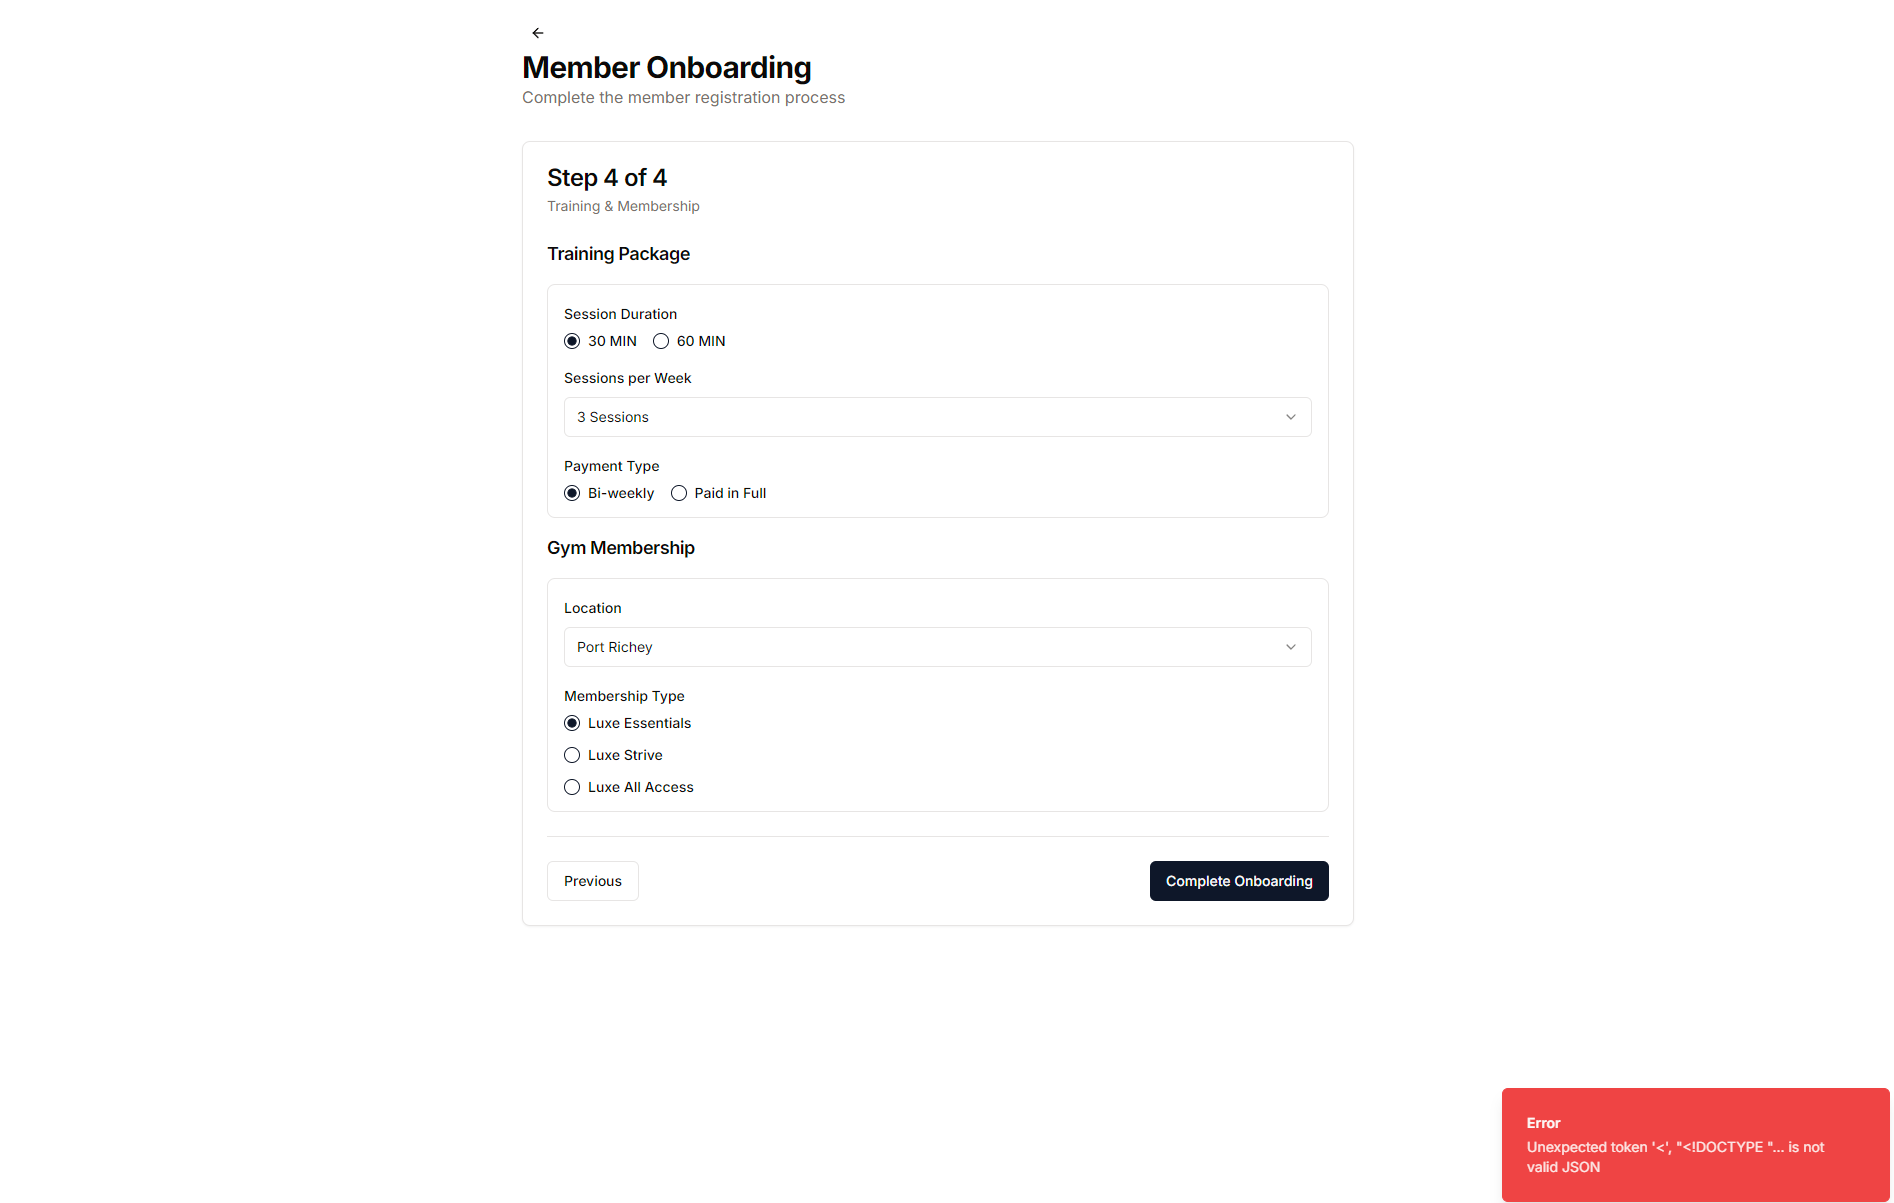 Member Onboarding
Complete the member registration process
Step 4 of 4
Training & Membership
Training Package
Session Duration
30 MIN 60 MIN
Sessions per Week
3 Sessions
Payment Type
Bi-weekly Paid in Full
Gym Membership
Location
Port Richey
Membership Type
Luxe Essentials
Luxe Strive
Luxe All Access
Previous Complete Onboarding
Error
Unexpected token '<', "<!DOCTYPE "... is not
valid JSON